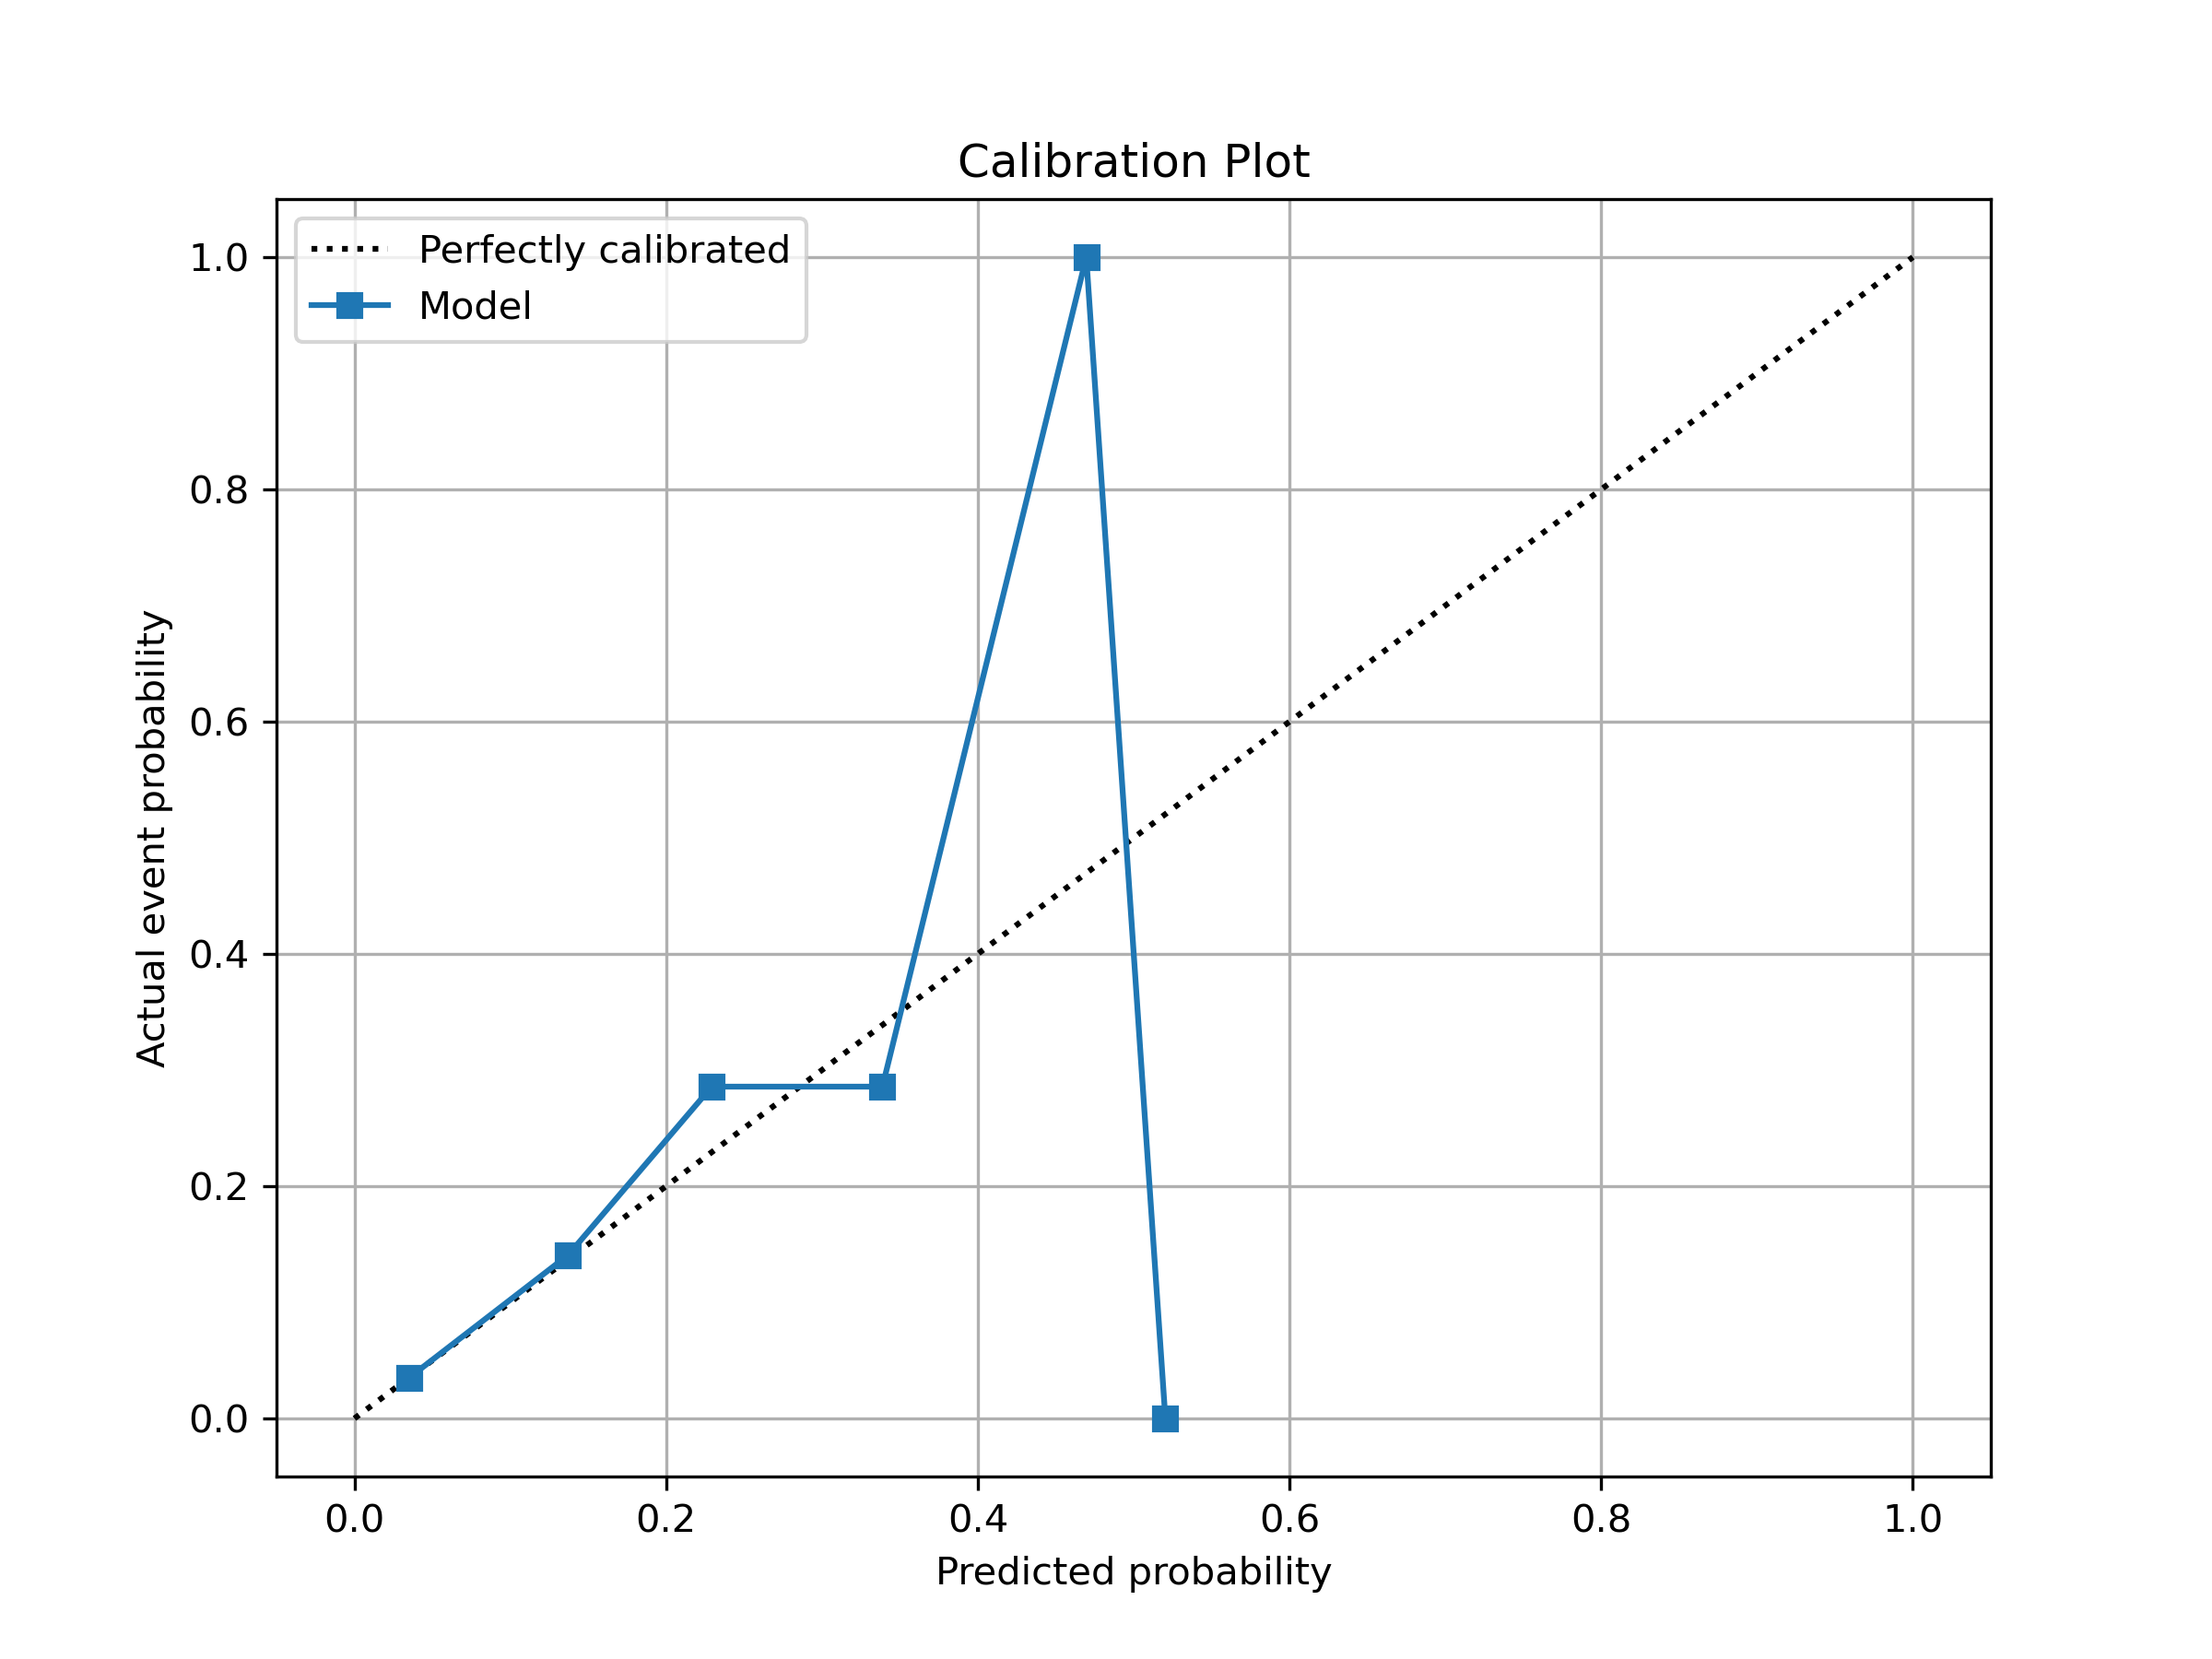 Calibration Plot
Perfectly calibrated
Model
1.0
0.8
0.6
0.4
0.2
0.0
Actual event probability
0.0 0.2 0.4 0.6 0.8 1.0
Predicted probability